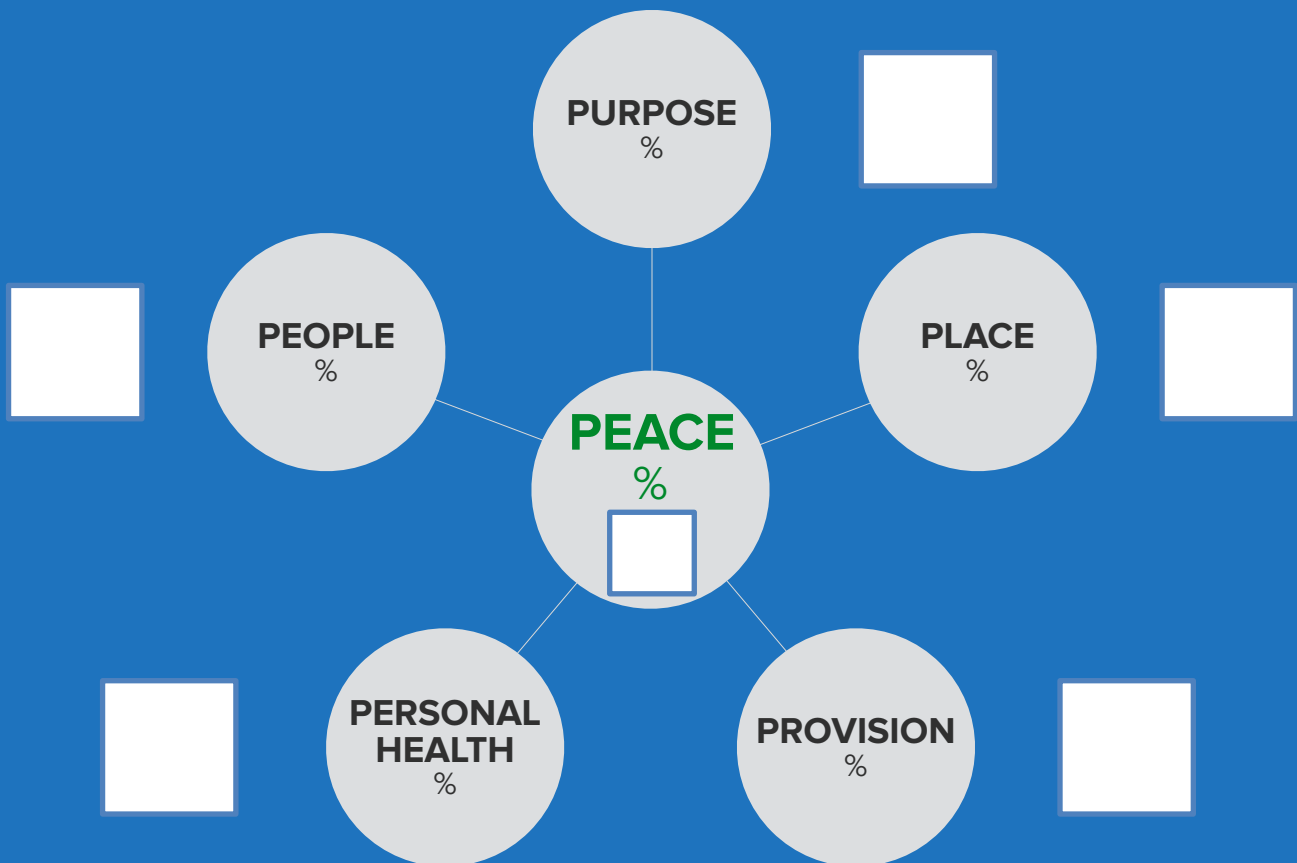 PURPOSE
%
PEOPLE
%
PLACE
%
PEACE
%
PERSONAL
HEALTH
%
PROVISION
%